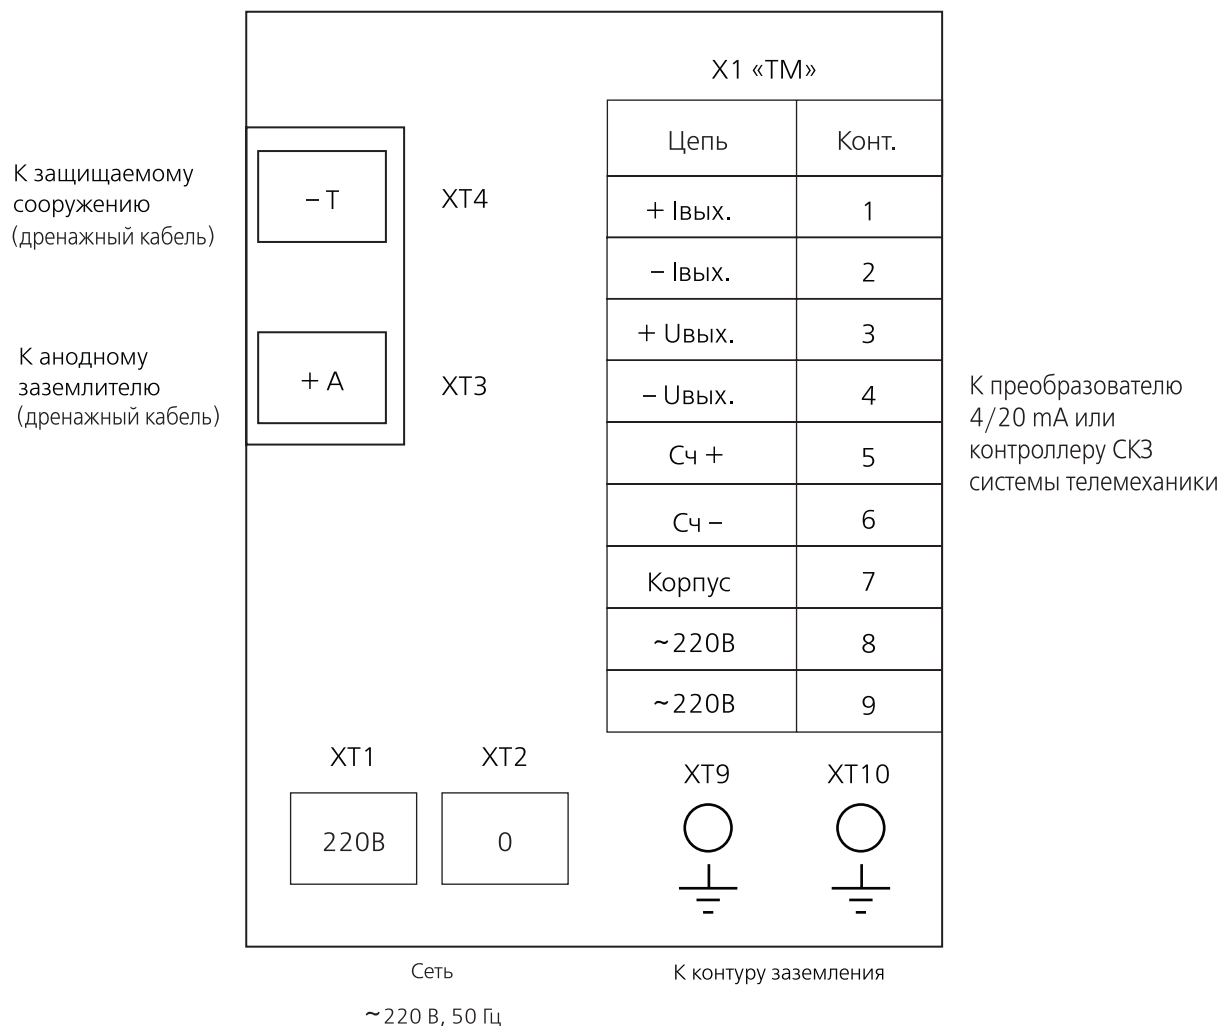 X1 «ТМ»
Цепь Конт.
К защищаемому
сооружению
(дренажный кабель)
– Т
XT4
+ Iвых. 1
– Iвых. 2
+ Uвых. 3
– Uвых. 4
Сч + 5
Сч – 6
Корпус 7
~220В 8
~220В 9
К анодному
заземлителю
(дренажный кабель)
+ А
XT3
К преобразователю
4/20 mA или
контроллеру СКЗ
системы телемеханики
XT1 XT2
220В 0
XT9 XT10
Сеть
~220 В, 50 Гц
К контуру заземления